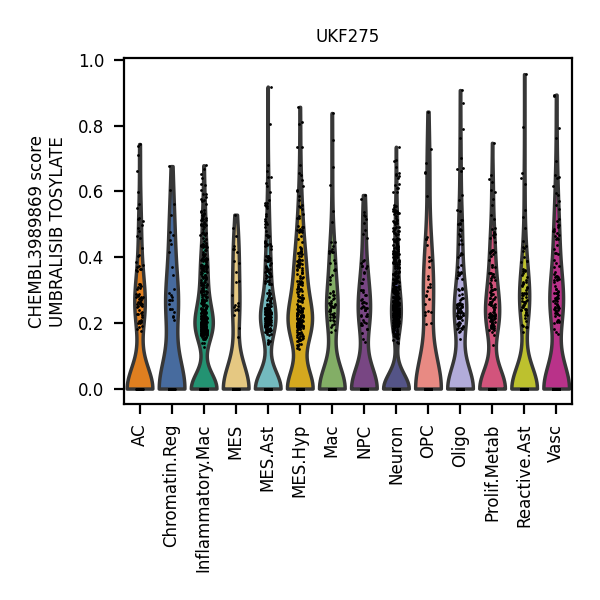 UKF275
CHEMBL3989869 score
UMBRALISIB TOSYLATE
1.0
0.8
0.6
0.4
0.2
0.0
AC
Chromatin.Reg
Inflammatory.Mac
MES
MES.Ast
MES.Hyp
Mac
NPC
Neuron
OPC
Oligo
Prolif.Metab
Reactive.Ast
Vasc